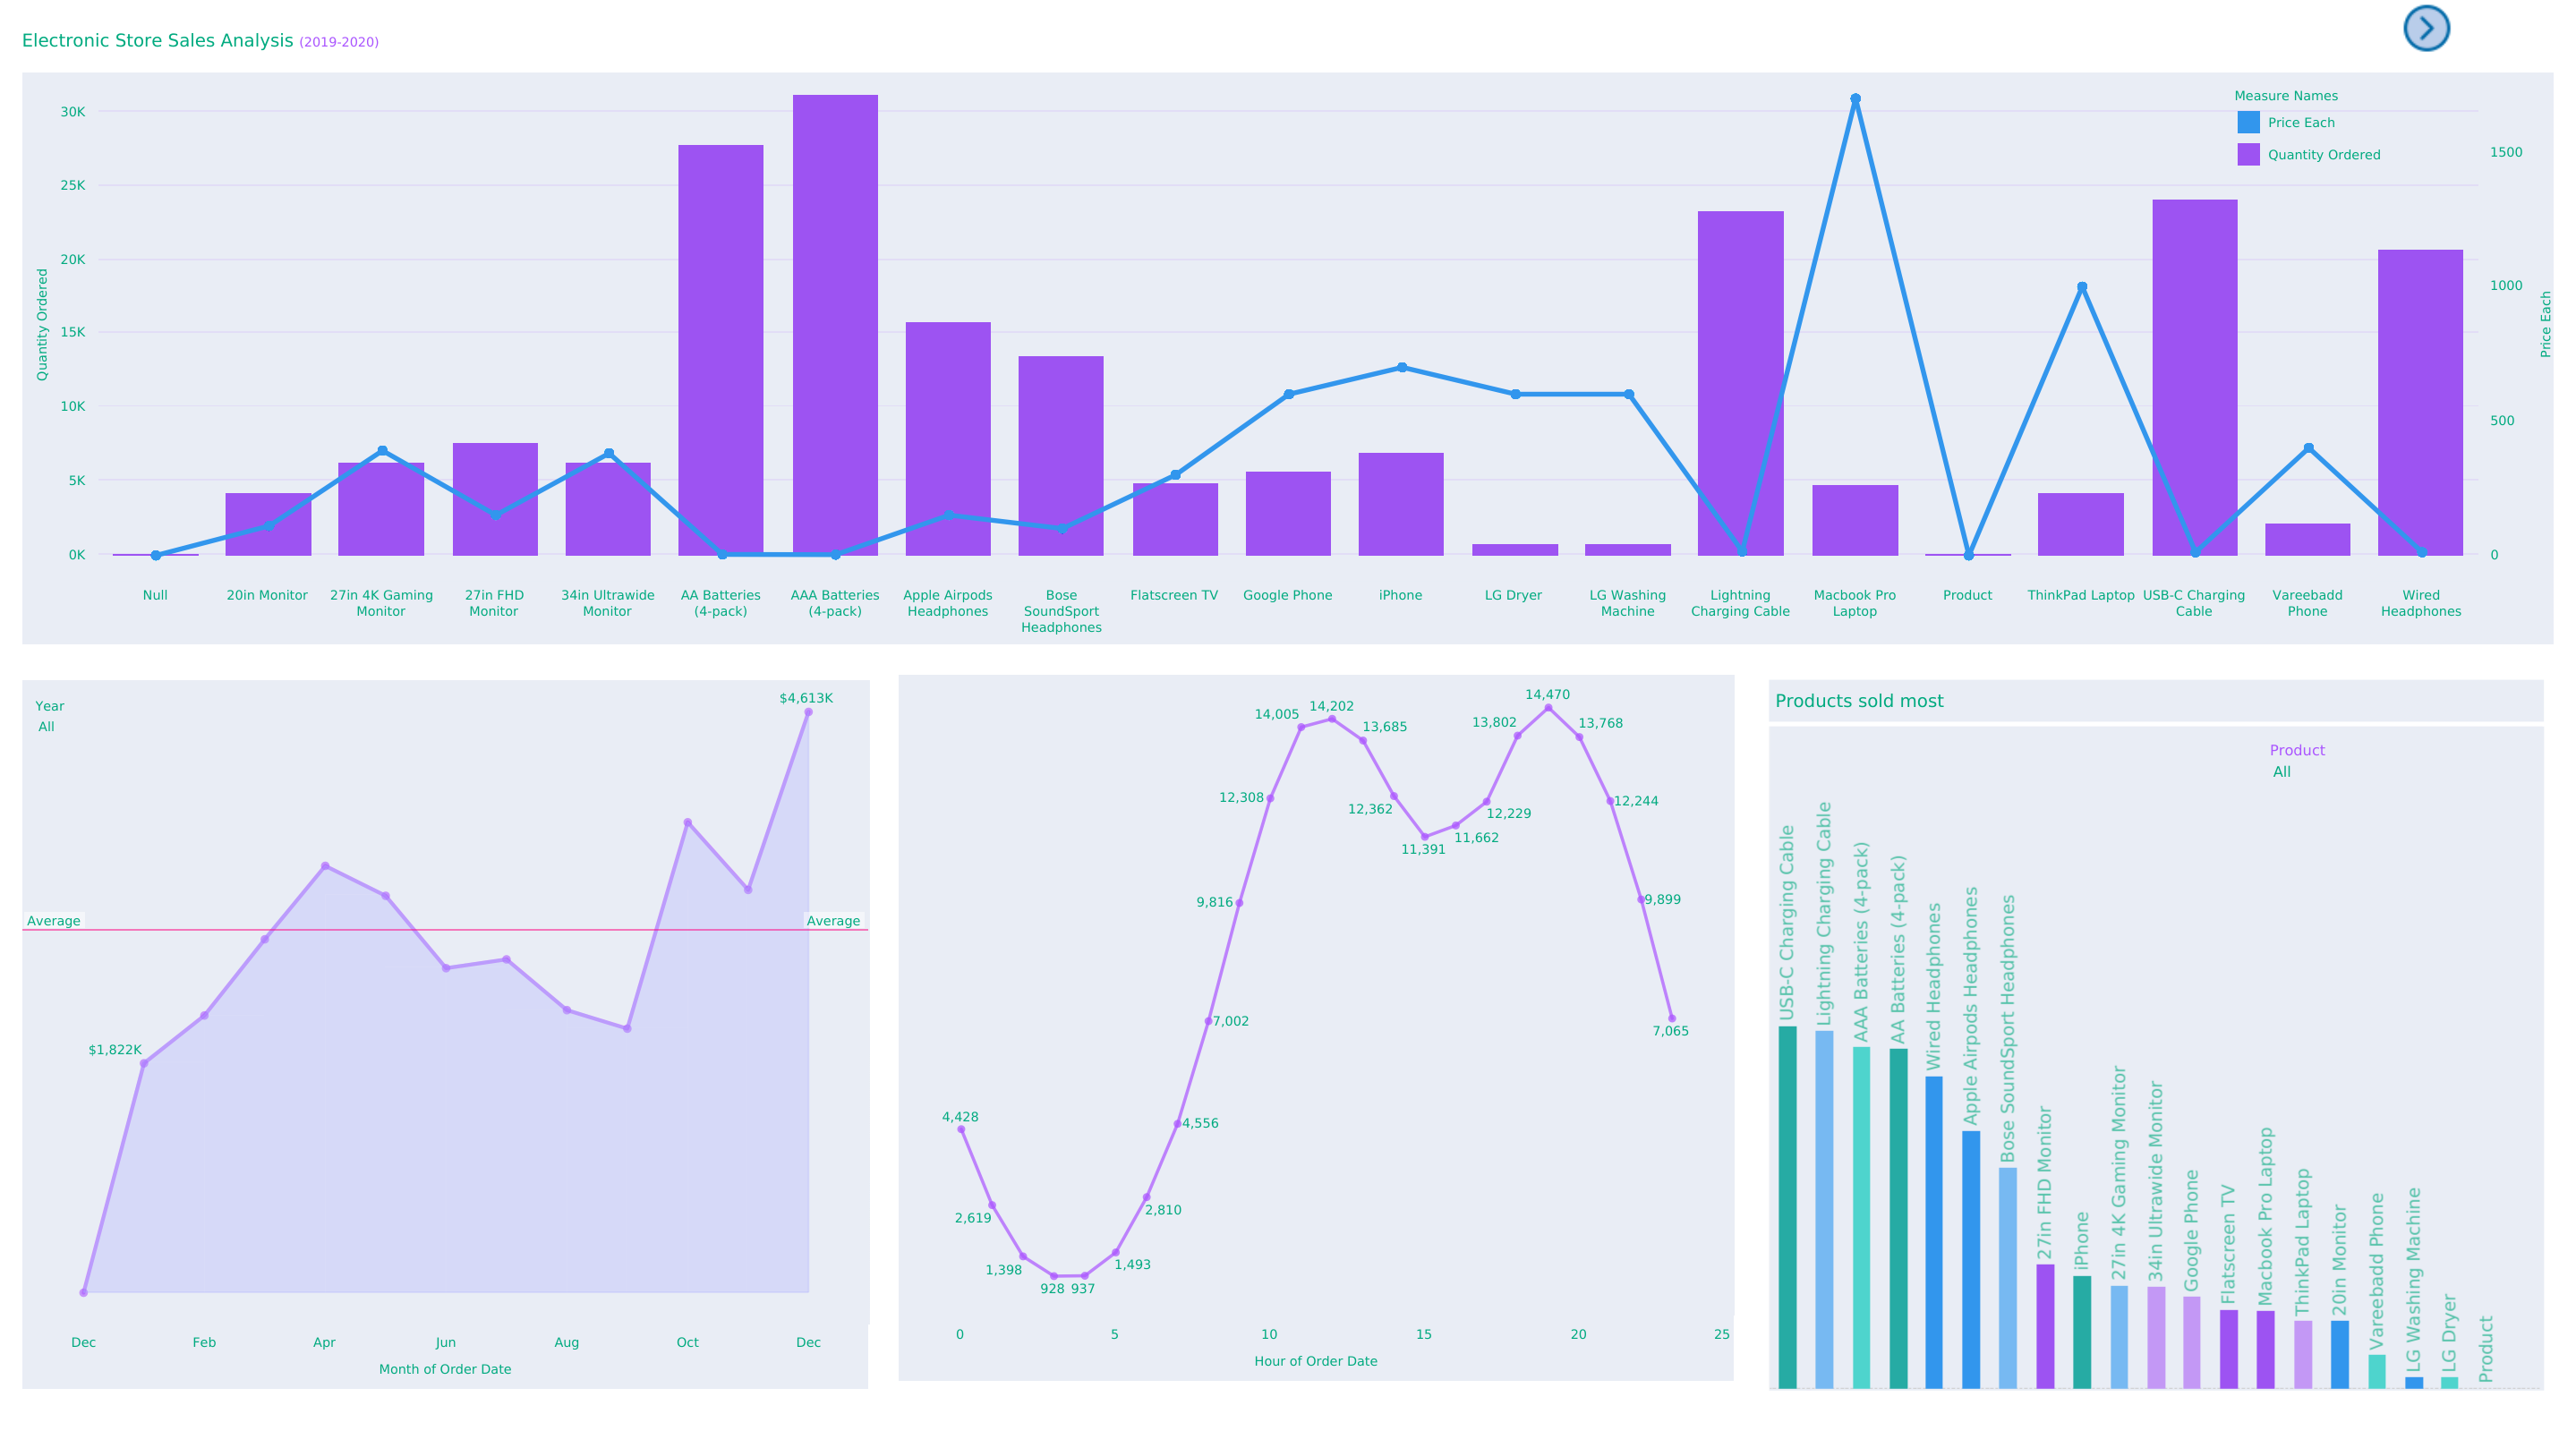 Electronic Store Sales Analysis (2019-2020)
Measure Names
Price Each
Quantity Ordered
30K
25K
20K
15K
10K
5K
0K
Quantity Ordered
1500
1000
500
0
Price Each
Null
20in Monitor
27in 4K Gaming
Monitor
27in FHD
Monitor
34in Ultrawide
Monitor
AA Batteries
(4-pack)
AAA Batteries
(4-pack)
Apple Airpods
Headphones
Bose
SoundSport
Headphones
Flatscreen TV
Google Phone
iPhone
LG Dryer
LG Washing
Machine
Lightning
Charging Cable
Macbook Pro
Laptop
Product
ThinkPad Laptop
USB-C Charging
Cable
Vareebadd
Phone
Wired
Headphones
Year
All
$4,613K
$1,822K
Average
Average
Dec
Feb
Apr
Jun
Aug
Oct
Dec
Month of Order Date
4,428
2,619
1,398
928
937
1,493
2,810
4,556
7,002
9,816
12,308
14,005
14,202
13,685
12,362
11,391
11,662
12,229
13,802
14,470
13,768
12,244
9,899
7,065
0
5
10
15
20
25
Hour of Order Date
Products sold most
Product
All
USB-C Charging Cable
Lightning Charging Cable
AAA Batteries (4-pack)
AA Batteries (4-pack)
Wired Headphones
Apple Airpods Headphones
Bose SoundSport Headphones
27in FHD Monitor
iPhone
27in 4K Gaming Monitor
34in Ultrawide Monitor
Google Phone
Flatscreen TV
Macbook Pro Laptop
ThinkPad Laptop
20in Monitor
Vareebadd Phone
LG Washing Machine
LG Dryer
Product